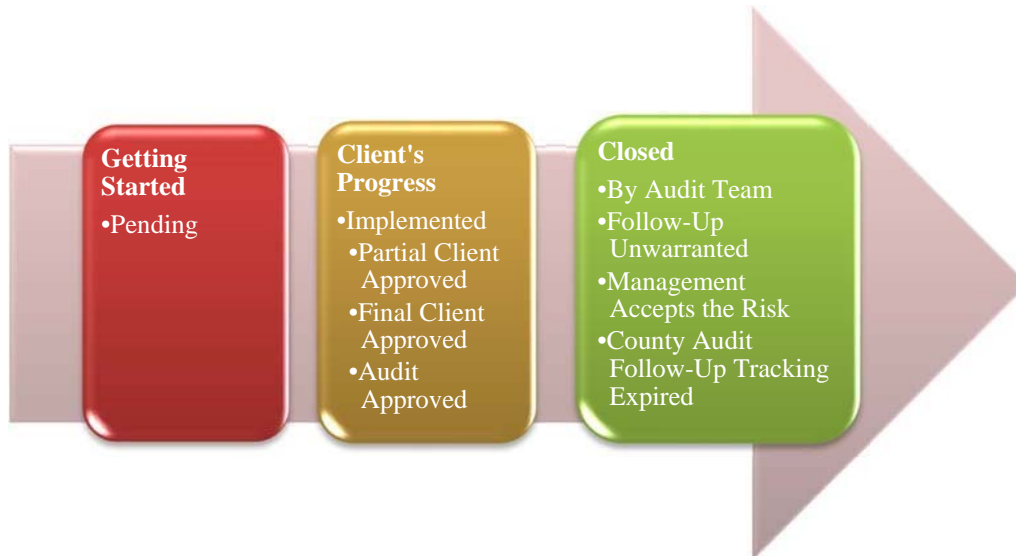 Getting
Started
•Pending
Client's
Progress
•Implemented
•Partial Client
Approved
•Final Client
Approved
•Audit
Approved
Closed
•By Audit Team
•Follow-Up
Unwarranted
•Management
Accepts the Risk
•County Audit
Follow-Up Tracking
Expired